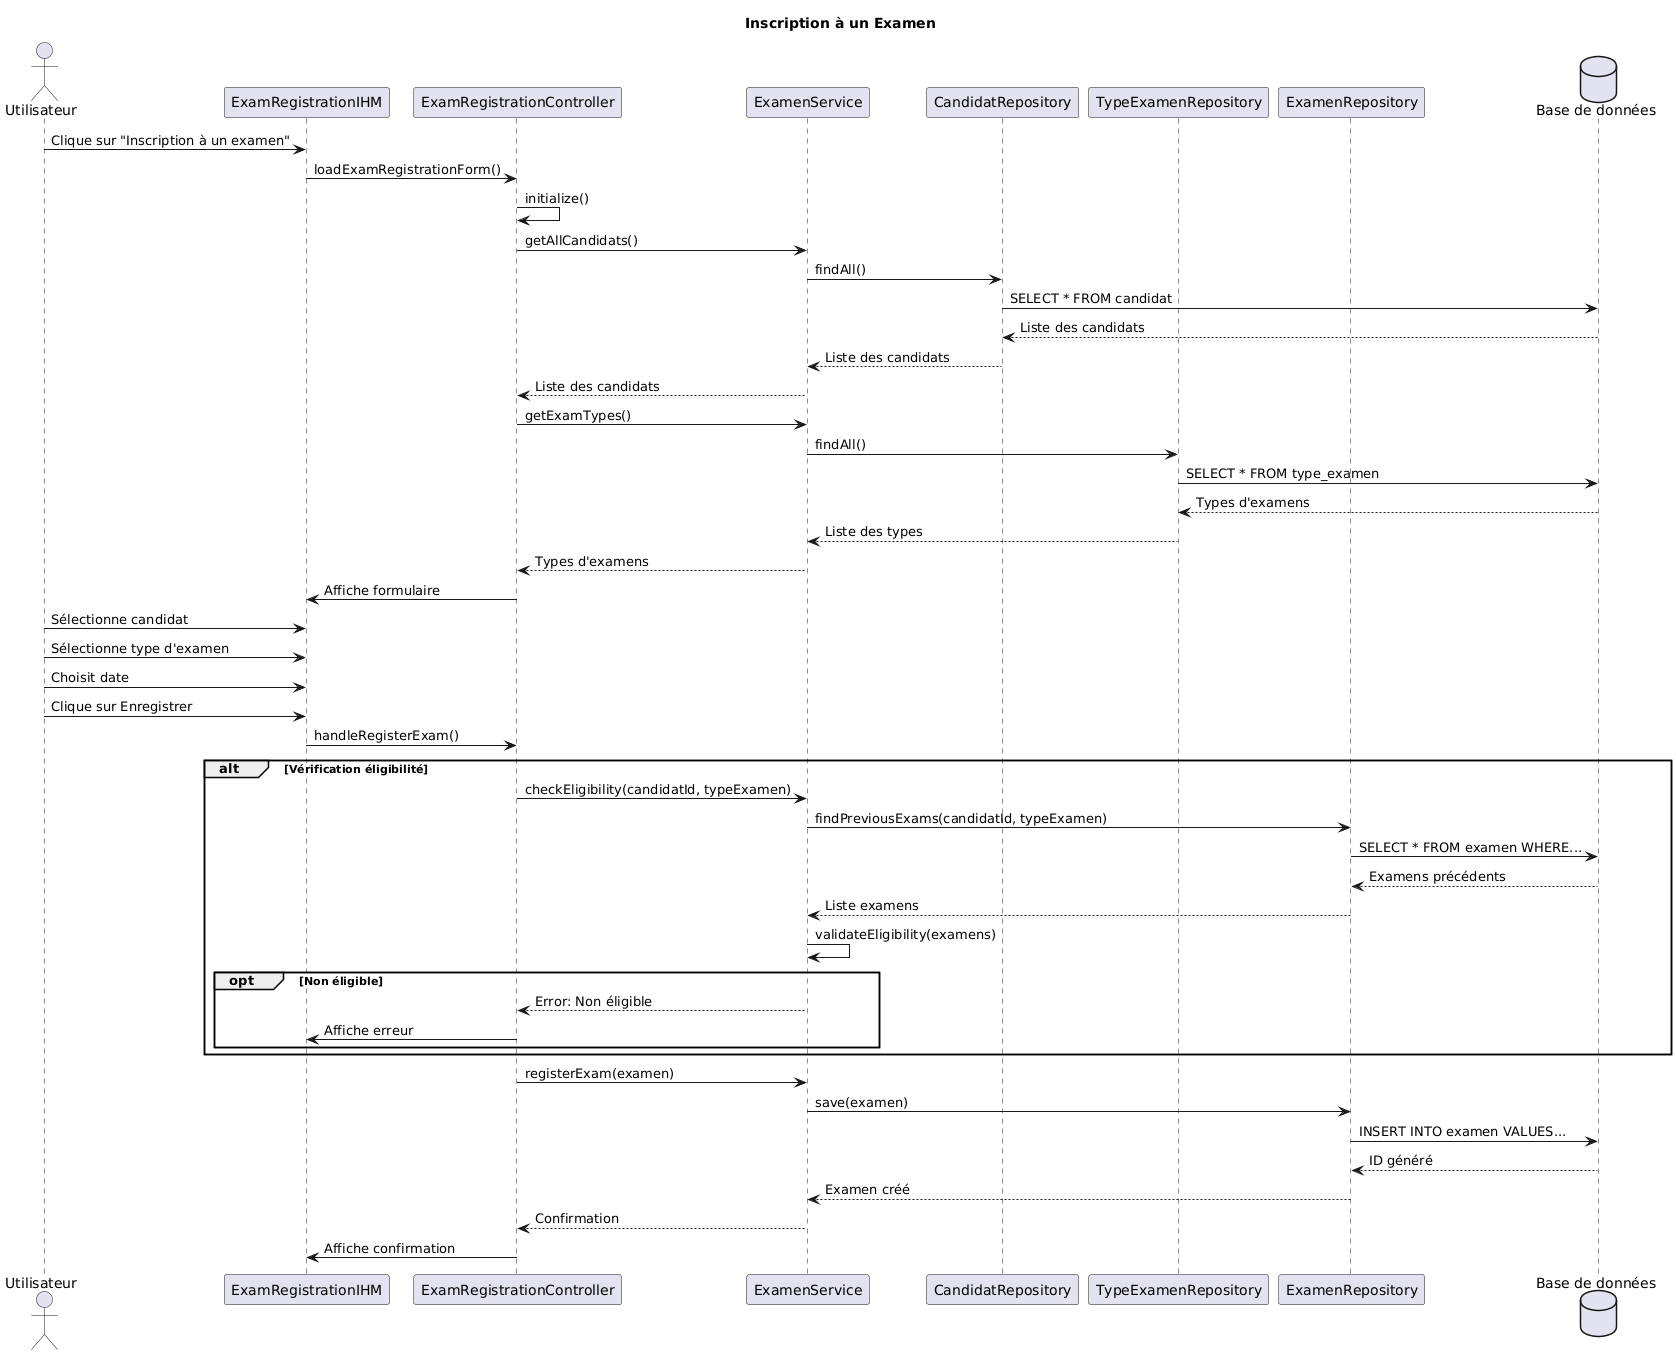 Inscription à un Examen
Utilisateur
ExamRegistrationIHM
ExamRegistrationController
ExamenService
CandidatRepository
TypeExamenRepository
ExamenRepository
Base de données
Clique sur "Inscription à un examen"
loadExamRegistrationForm()
initialize()
getAllCandidats()
findAll()
SELECT * FROM candidat
Liste des candidats
Liste des candidats
Liste des candidats
getExamTypes()
findAll()
SELECT * FROM type_examen
Types d'examens
Liste des types
Types d'examens
Affiche formulaire
Sélectionne candidat
Sélectionne type d'examen
Choisit date
Clique sur Enregistrer
handleRegisterExam()
alt [Vérification éligibilité]
checkEligibility(candidatId, typeExamen)
findPreviousExams(candidatId, typeExamen)
SELECT * FROM examen WHERE...
Examens précédents
Liste examens
validateEligibility(examens)
opt [Non éligible]
Error: Non éligible
Affiche erreur
registerExam(examen)
save(examen)
INSERT INTO examen VALUES...
ID généré
Examen créé
Confirmation
Affiche confirmation
Utilisateur
ExamRegistrationIHM
ExamRegistrationController
ExamenService
CandidatRepository
TypeExamenRepository
ExamenRepository
Base de données